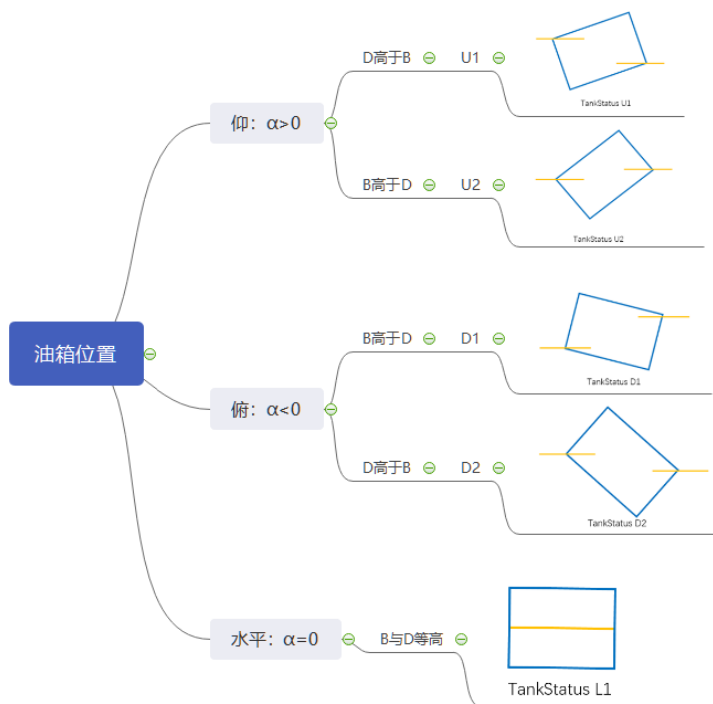 油箱位置
仰：α>0
D高于B
U1
TankStatus U1
B高于D
U2
TankStatus U2
俯：α<0
B高于D
D1
TankStatus D1
D高于B
D2
TankStatus D2
水平：α=0
B与D等高
TankStatus L1